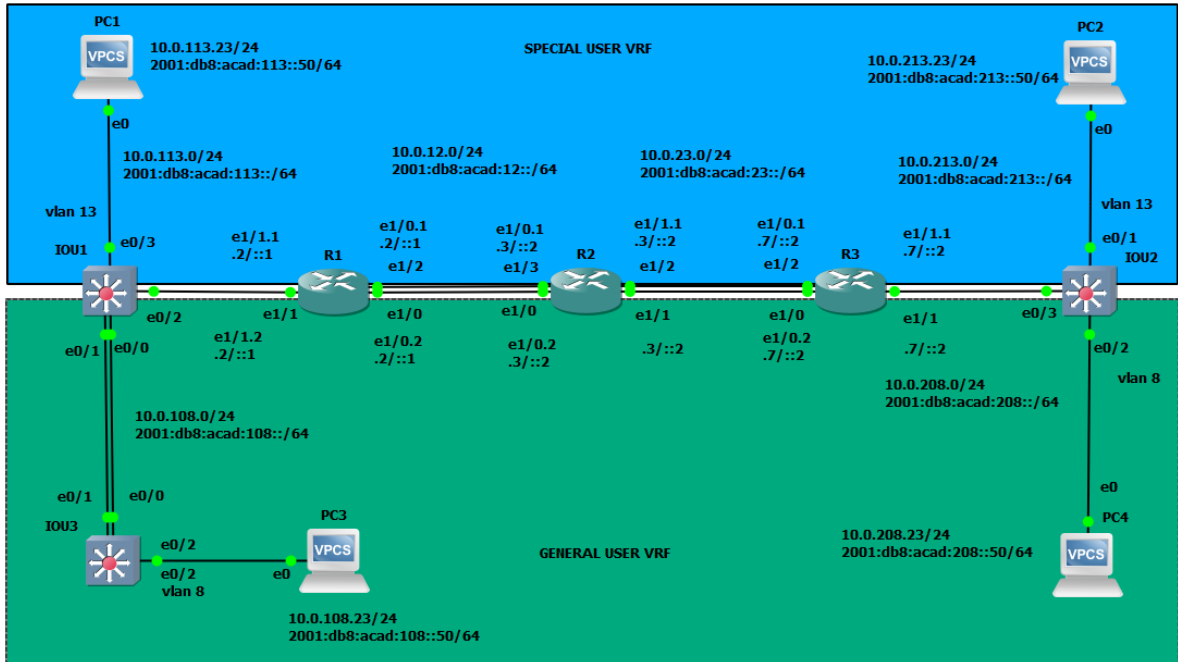 PC1
VPCS
10.0.113.23/24
2001:db8:acad:113::50/64
SPECIAL USER VRF
PC2
10.0.213.23/24
2001:db8:acad:213::50/64
VPCS
e0
e0
10.0.113.0/24
2001:db8:acad:113::/64
10.0.12.0/24
2001:db8:acad:12::/64
10.0.23.0/24
2001:db8:acad:23::/64
10.0.213.0/24
2001:db8:acad:213::/64
vlan 13
vlan 13
IOU1
e0/3
e1/1.1
.2/::1
R1
e1/0.1
.2/::1
e1/2
e1/0.1
.3/::2
e1/3
R2
e1/1.1
.3/::2
e1/2
e1/0.1
.7/::2
e1/2
R3
e1/1.1
.7/::2
e0/1
IOU2
e0/2
e1/1
e1/0
e1/0
e1/1
e1/0
e1/1
e0/3
e0/1
e0/0
e1/1.2
.2/::1
e1/0.2
.2/::1
e1/0.2
.3/::2
.3/::2
e1/0.2
.7/::2
.7/::2
e0/2
vlan 8
10.0.208.0/24
2001:db8:acad:208::/64
10.0.108.0/24
2001:db8:acad:108::/64
e0/1
e0/0
IOU3
e0/2
e0/2
vlan 8
e0
PC3
VPCS
10.0.108.23/24
2001:db8:acad:108::50/64
GENERAL USER VRF
e0
PC4
10.0.208.23/24
2001:db8:acad:208::50/64
VPCS